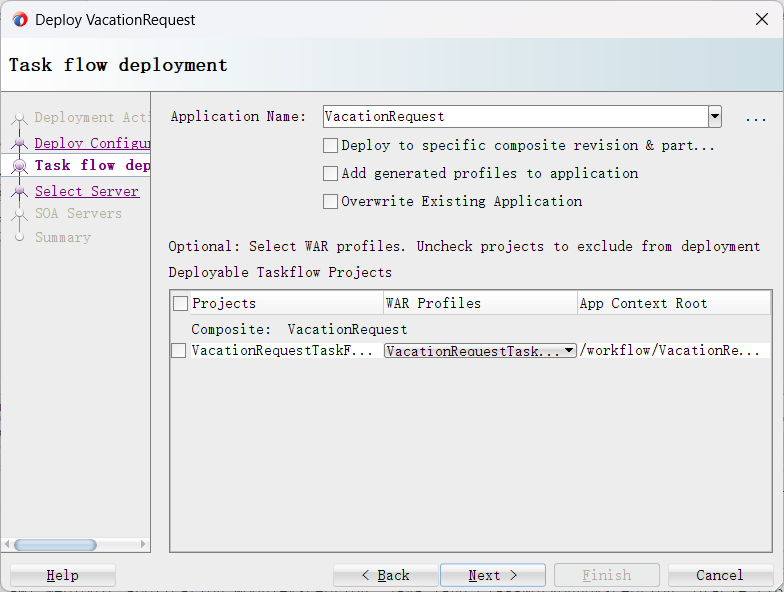 Deploy VacationRequest
Task flow deployment
Deployment Acti
Deploy Configur
Task flow dep
Select Server
SOA Servers
Summary
Application Name: VacationRequest ...
Deploy to specific composite revision & part...
Add generated profiles to application
Overwrite Existing Application
Optional: Select WAR profiles. Uncheck projects to exclude from deployment
Deployable Taskflow Projects
Projects WAR Profiles App Context Root
Composite: VacationRequest
VacationRequestTaskF... VacationRequestTask... /workflow/VacationRe...
Help < Back Next > Finish Cancel